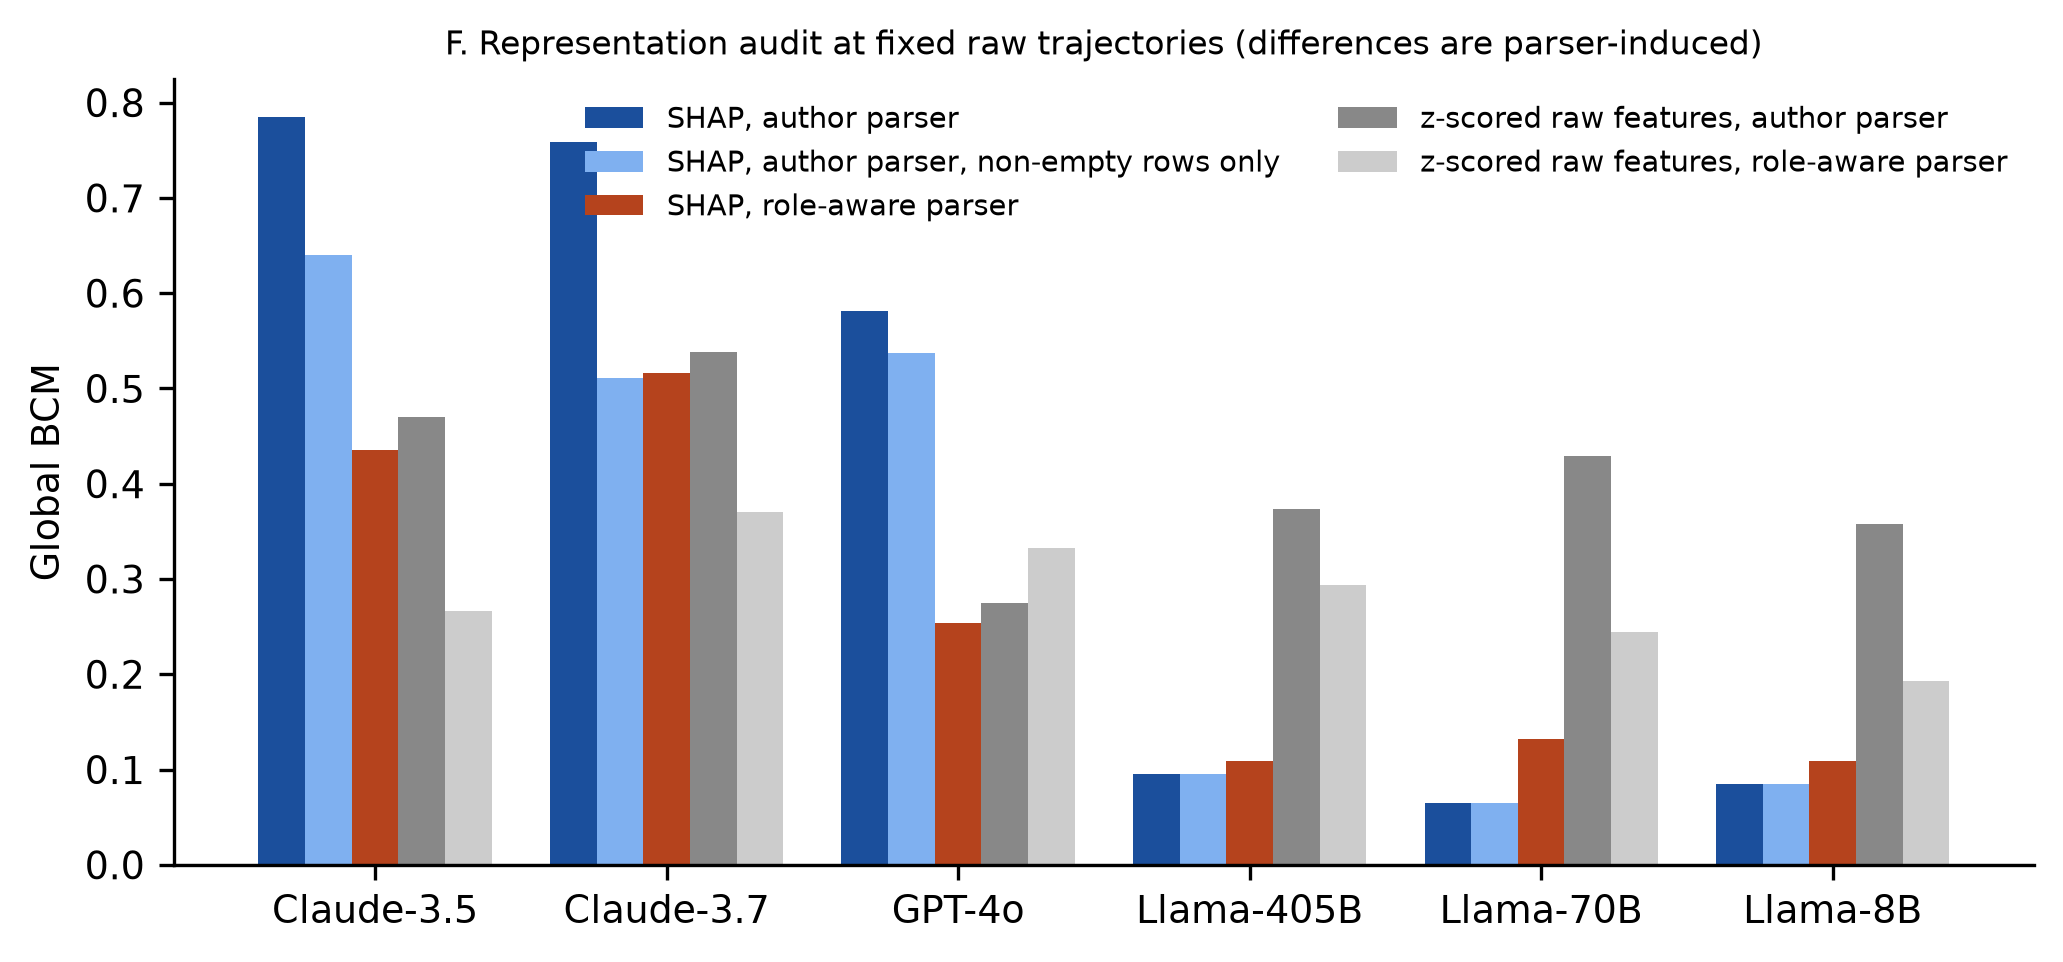 F. Representation audit at fixed raw trajectories (differences are parser-induced)
SHAP, author parser
SHAP, author parser, non-empty rows only
SHAP, role-aware parser
z-scored raw features, author parser
z-scored raw features, role-aware parser
Global BCM
0.8
0.7
0.6
0.5
0.4
0.3
0.2
0.1
0.0
Claude-3.5
Claude-3.7
GPT-4o
Llama-405B
Llama-70B
Llama-8B